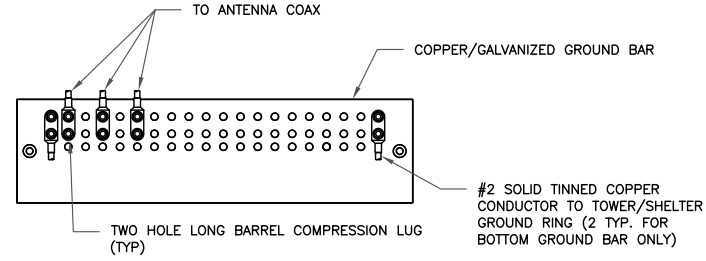 TO ANTENNA COAX
COPPER/GALVANIZED GROUND BAR
#2 SOLID TINNED COPPER
CONDUCTOR TO TOWER/SHELTER
GROUND RING (2 TYP. FOR
BOTTOM GROUND BAR ONLY)
TWO HOLE LONG BARREL COMPRESSION LUG
(TYP)